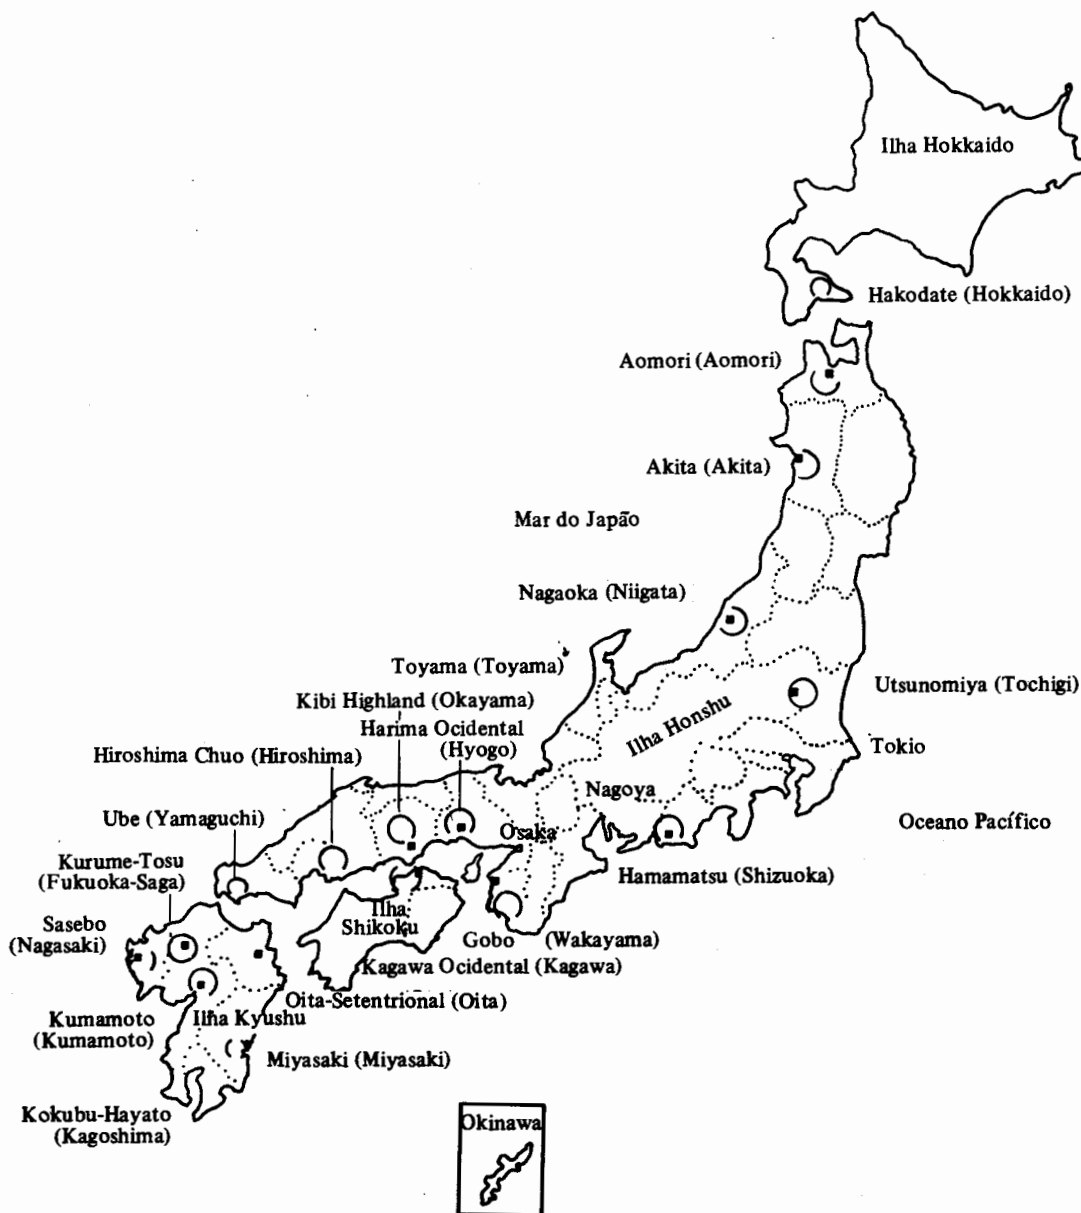 Ilha Hokkaido
Hakodate (Hokkaido)
Aomori (Aomori)
Akita (Akita)
Mar do Japão
Nagaoka (Niigata)
Toyama (Toyama)
Kibi Highland (Okayama)
Harima Ocidental
(Hyogo)
Hiroshima Chuo (Hiroshima)
Ube (Yamaguchi)
Kurume-Tosu
(Fukuoka-Saga)
Sasebo
(Nagasaki)
Utsunomiya (Tochigi)
Ilha Honshu
Tokio
Nagoya
Osaka
Oceano Pacífico
Hamamatsu (Shizuoka)
Ilha
Shikoku
Gobo (Wakayama)
Kagawa Ocidental (Kagawa)
Oita-Setentrional (Oita)
Kumamoto
(Kumamoto)
Ilha Kyushu
Miyasaki (Miyasaki)
Kokubu-Hayato
(Kagoshima)
Okinawa